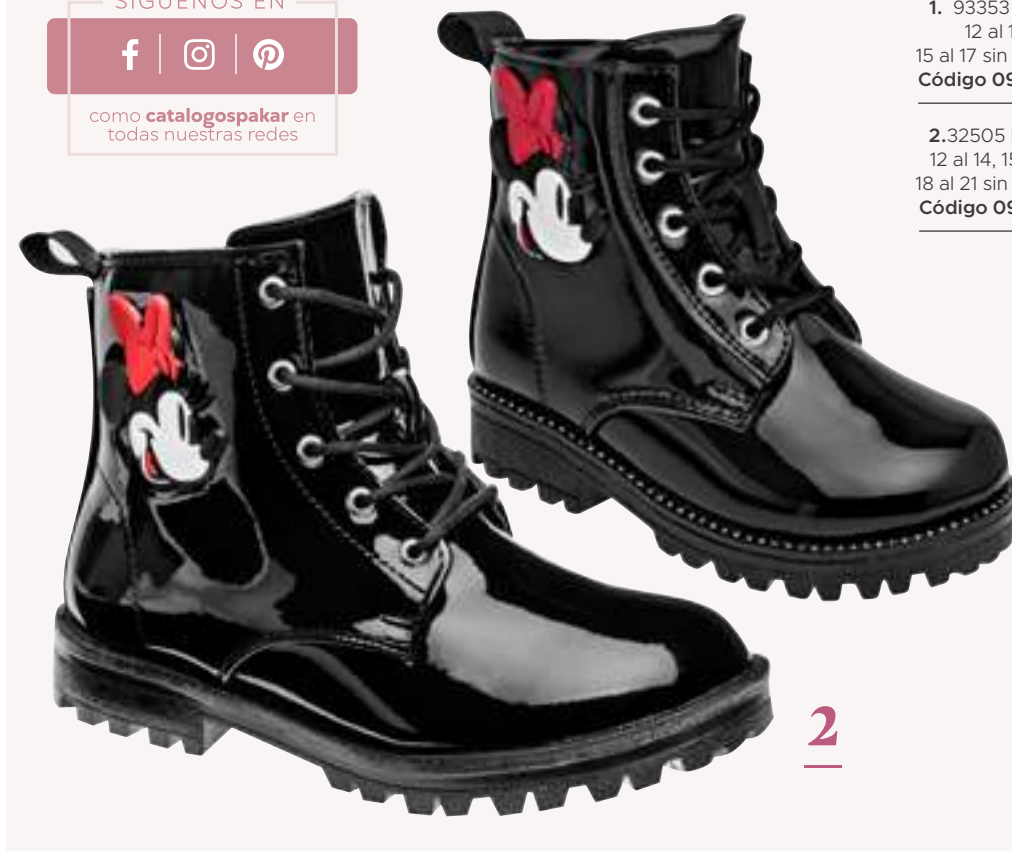 SÍGUENOS EN
como catalogospakar en
todas nuestras redes
1. 93353
12 al 1
15 al 17 sin
Código 09
2.32505
12 al 14, 15
18 al 21 sin
Código 09
2